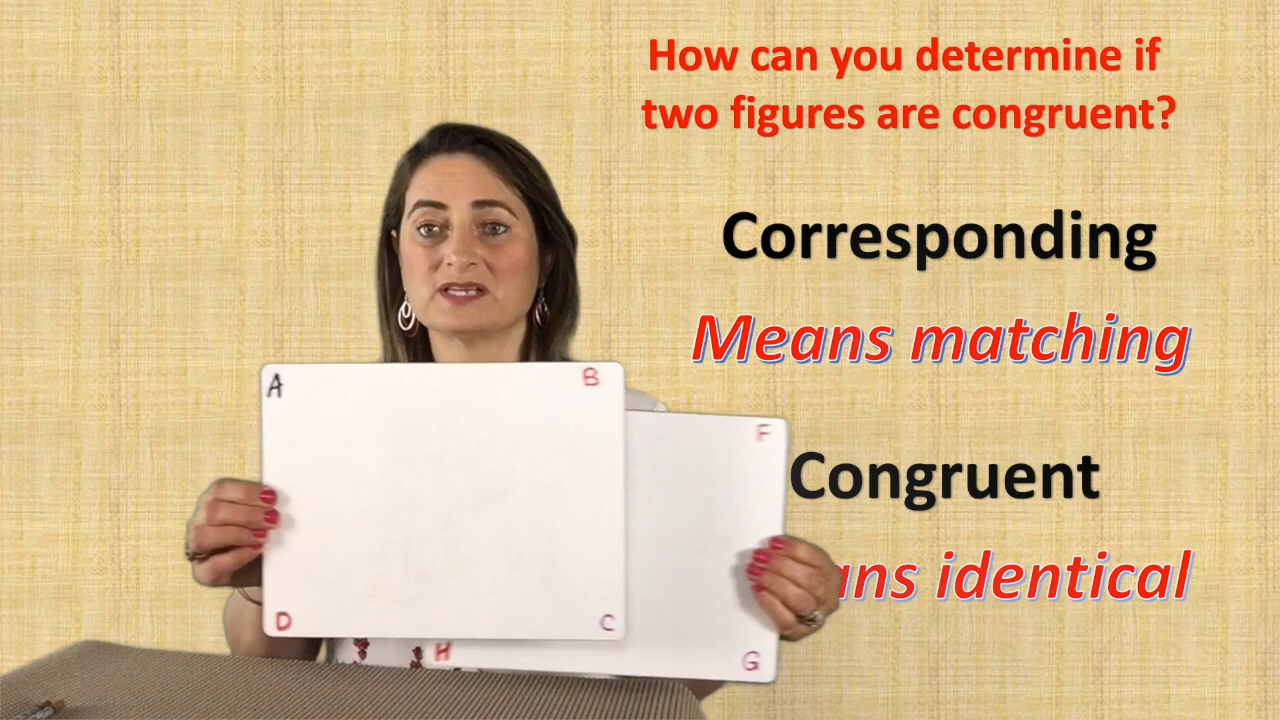 How can you determine if
two figures are congruent?
Corresponding
Means matching
Congruent
ans identical
A B
F
D C
H
G